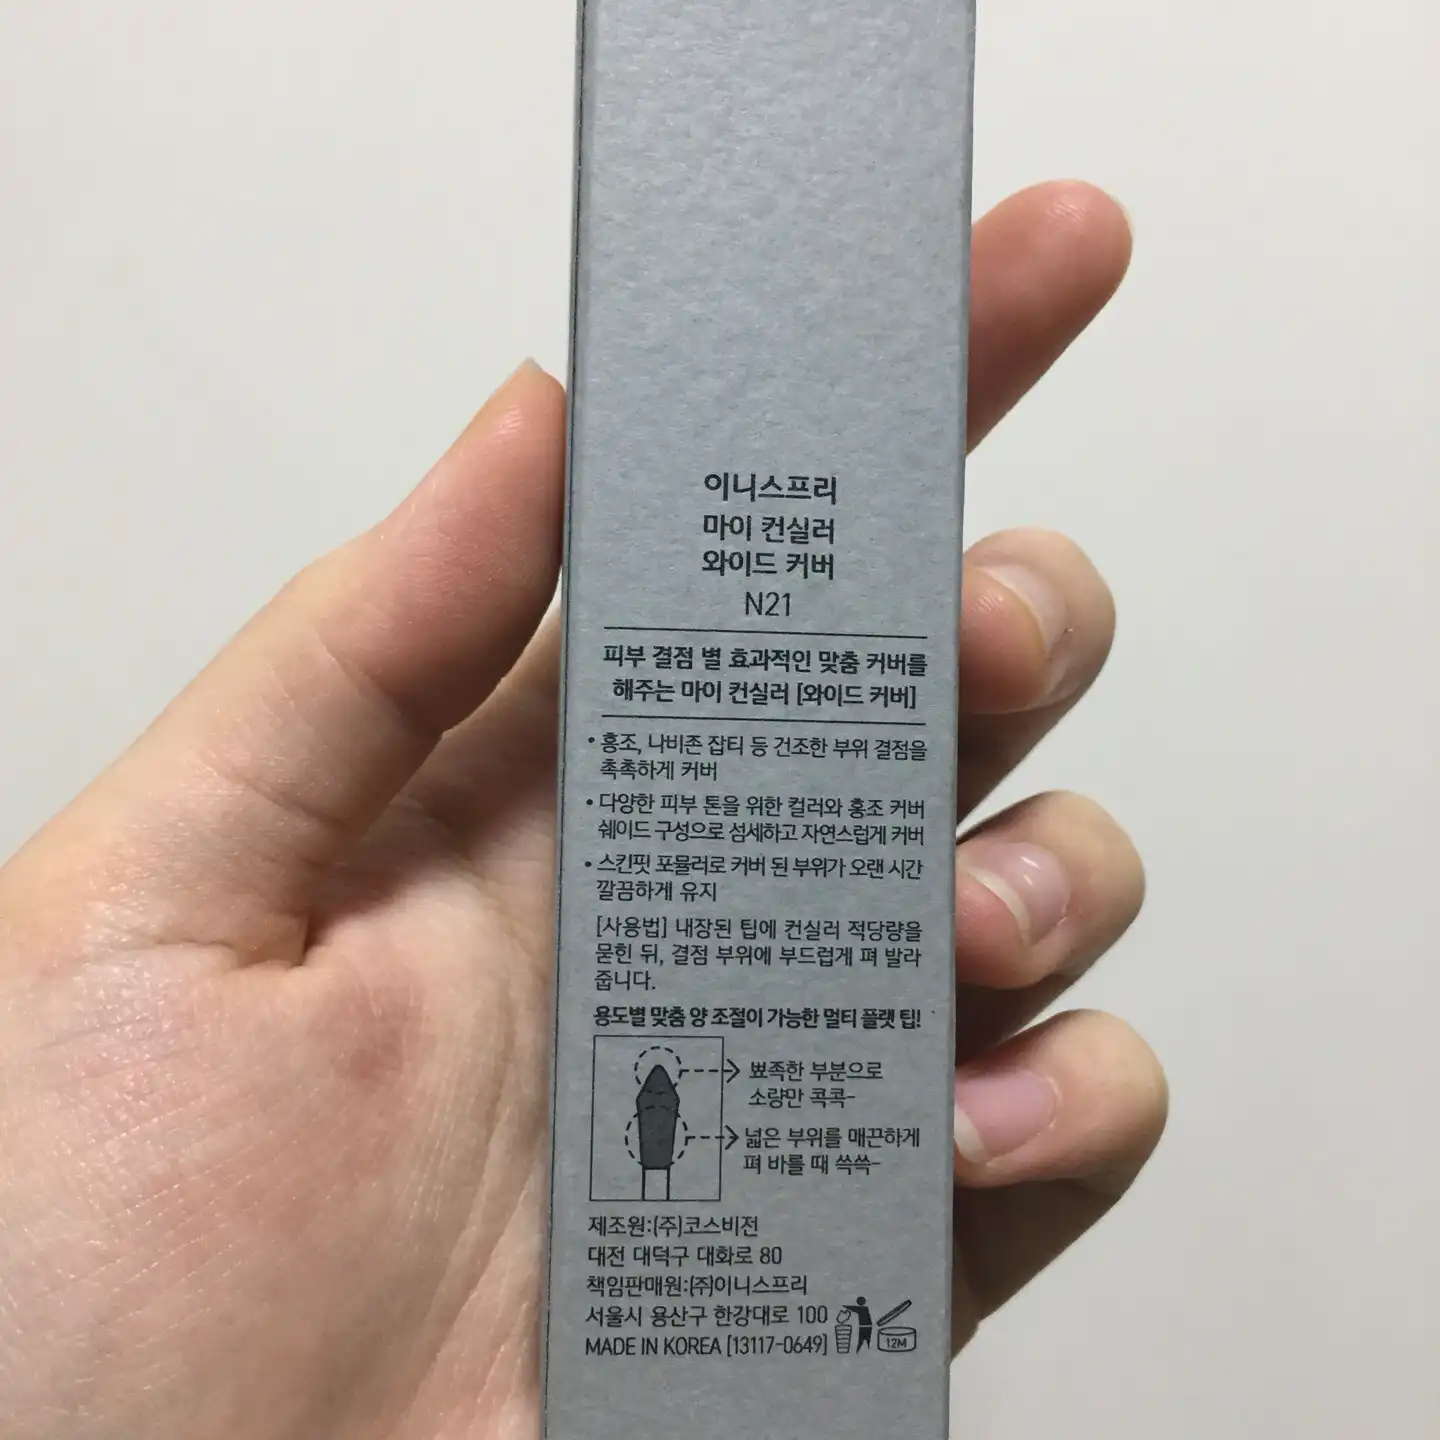 이니스프리
마이 컨실러
와이드 커버
N21
피부 결점 별 효과적인 맞춤 커버를
해주는 마이 컨실러 [와이드 커버]
• 홍조, 나비존 잡티 등 건조한 부위 결점을
촉촉하게 커버
• 다양한 피부 톤을 위한 컬러와 홍조 커버
쉐이드 구성으로 섬세하고 자연스럽게 커버
• 스킨핏 포뮬러로 커버 된 부위가 오랜 시간
깔끔하게 유지
[사용법] 내장된 팁에 컨실러 적당량을
묻힌 뒤, 결점 부위에 부드럽게 펴 발라
줍니다.
용도별 맞춤 양 조절이 가능한 멀티 플랫 팁!
뾰족한 부분으로
소량만 콕콕-
넓은 부위를 매끈하게
펴 바를 때 쓱쓱-
제조원:(주)코스비전
대전 대덕구 대화로 80
책임판매원:(주)이니스프리
서울시 용산구 한강대로 100
MADE IN KOREA [13117-0649]
12M